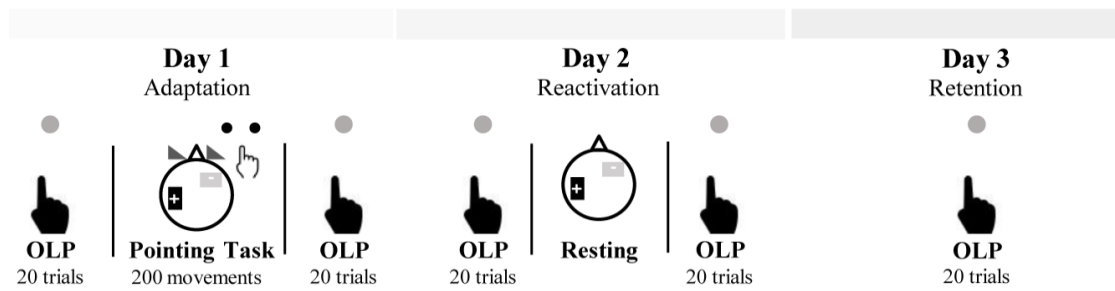 Day 1
Adaptation
Day 2
Reactivation
Day 3
Retention
+
-
+
-
OLP
20 trials
Pointing Task
200 movements
OLP
20 trials
OLP
20 trials
Resting
OLP
20 trials
OLP
20 trials